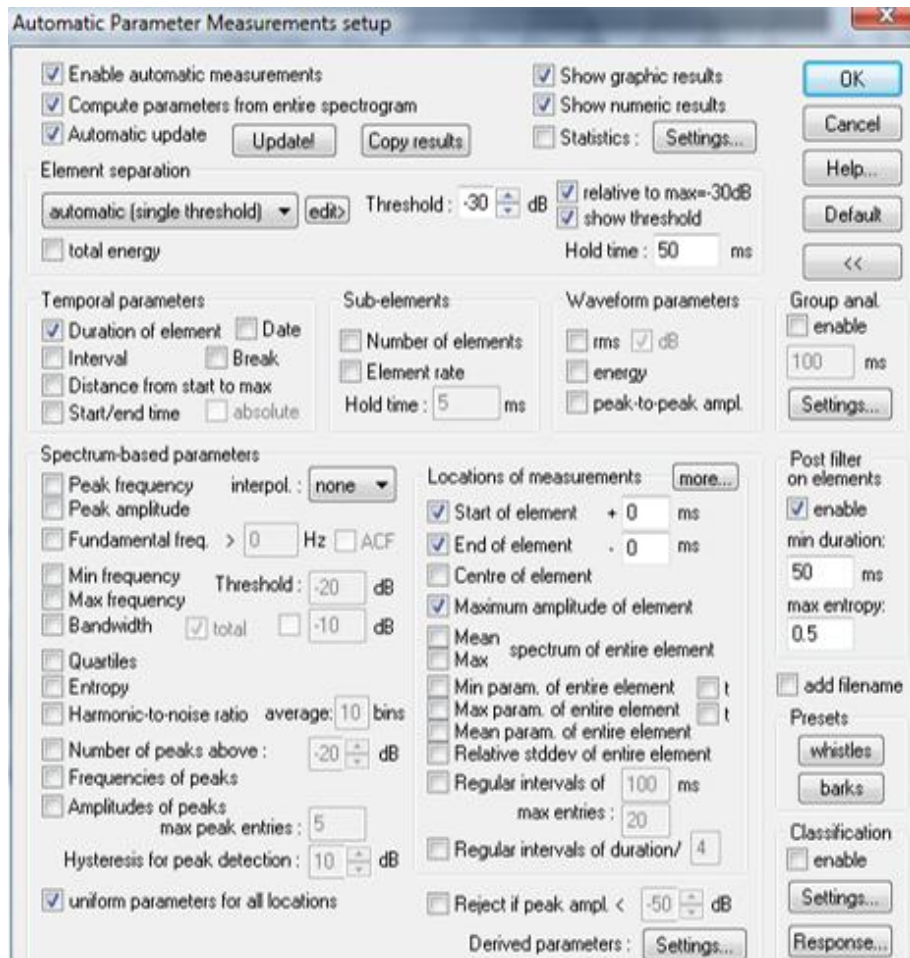 Automatic Parameter Measurements setup
Enable automatic measurements
Compute parameters from entire spectrogram
Automatic update Update! Copy results
Show graphic results
Show numeric results
Statistics : Settings...
OK
Cancel
Help...
Default
<<
Element separation
automatic (single threshold) edit> Threshold : -30 dB
relative to max=-30dB
show threshold
total energy
Hold time : 50 ms
Temporal parameters
Duration of element Date
Interval Break
Distance from start to max
Start/end time absolute
Sub-elements
Number of elements
Element rate
Hold time : 5 ms
Waveform parameters
rms dB
energy
peak-to-peak ampl.
Group anal.
enable
100 ms
Settings...
Spectrum-based parameters
Peak frequency interpol. : none
Peak amplitude
Fundamental freq. > 0 Hz ACF
Min frequency Threshold : -20 dB
Max frequency
Bandwidth total -10 dB
Quartiles
Entropy
Harmonic-to-noise ratio average: 10 bins
Number of peaks above : -20 dB
Frequencies of peaks
Amplitudes of peaks
max peak entries : 5
Hysteresis for peak detection : 10 dB
uniform parameters for all locations
Locations of measurements more...
Start of element + 0 ms
End of element - 0 ms
Centre of element
Maximum amplitude of element
Mean spectrum of entire element
Max
Min param. of entire element t
Max param. of entire element t
Mean param. of entire element
Relative stddev of entire element
Regular intervals of 100 ms
max entries : 20
Regular intervals of duration/ 4
Reject if peak ampl. < -50 dB
Derived parameters : Settings...
Post filter
on elements
enable
min duration:
50 ms
max entropy:
0.5
add filename
Presets
whistles
barks
Classification
enable
Settings...
Response...